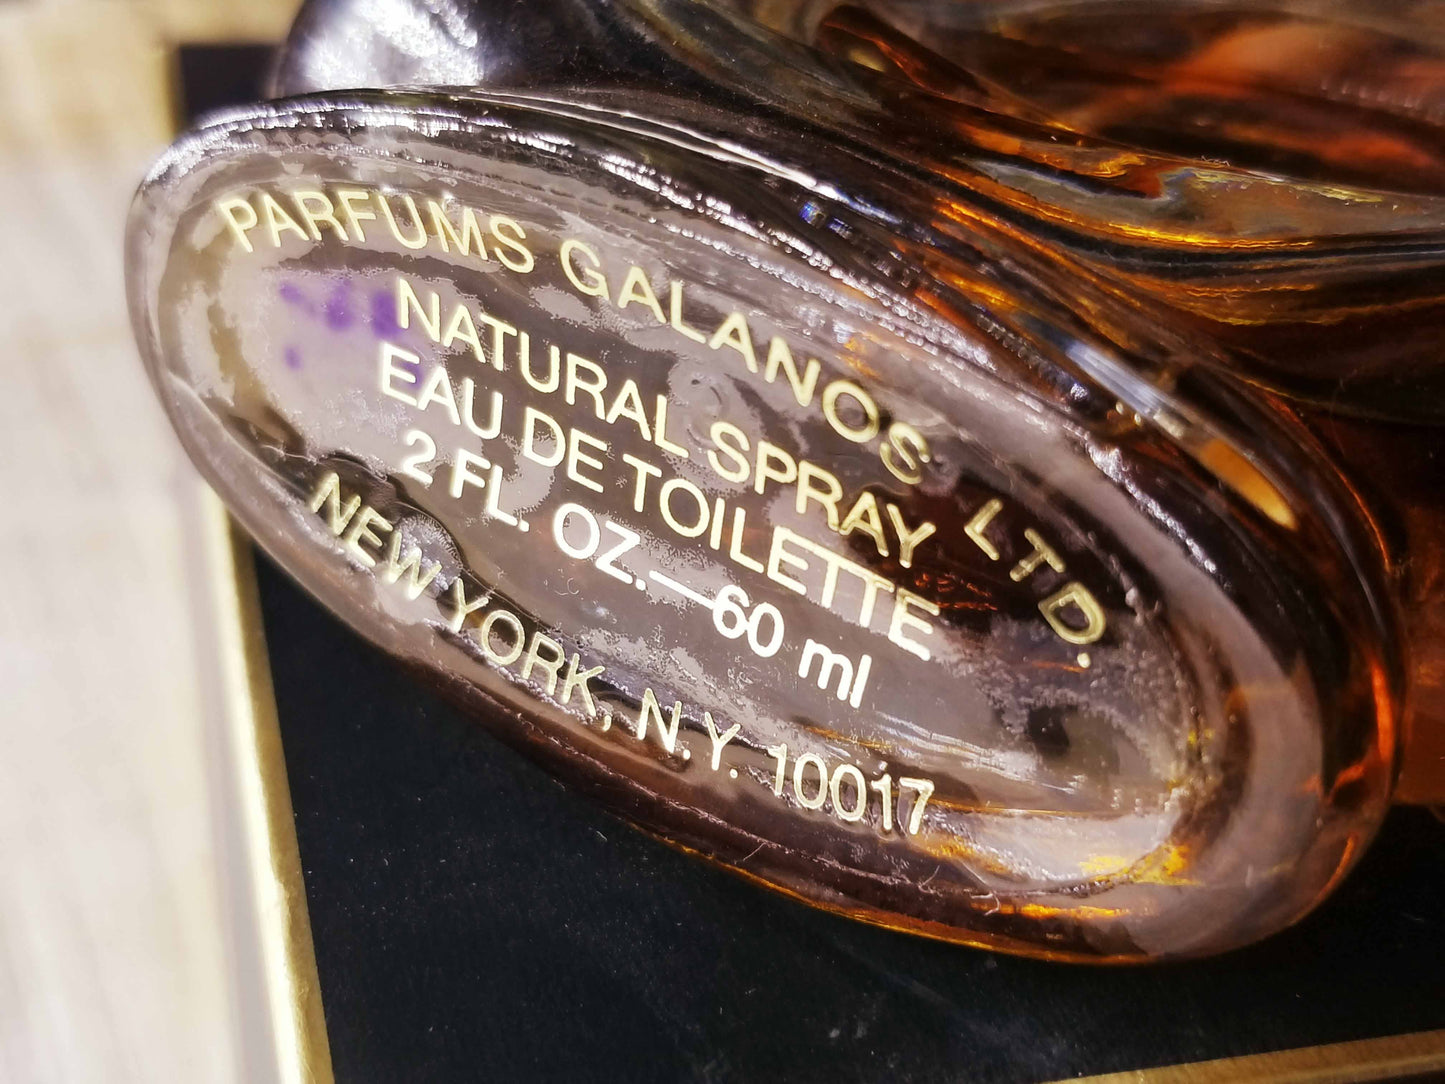 PARFUMS GALANOS LTD.
NATURAL SPRAY
EAU DE TOILETTE
2 FL. OZ.—60 ml
NEW YORK, N.Y. 10017